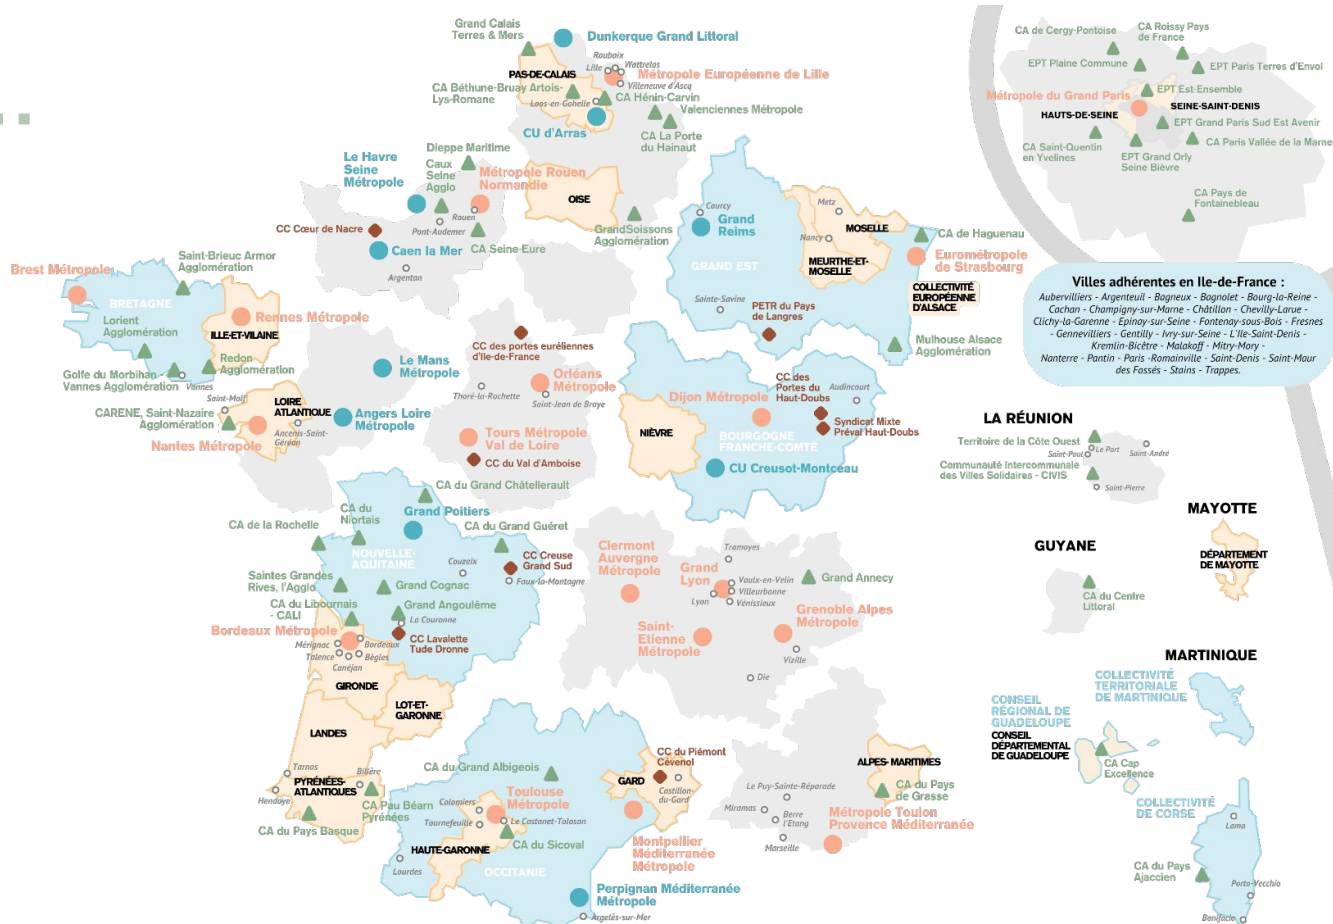 Grand Calais
Terres & Mers
Dunkerque Grand Littoral
Roubaix
Lille
Wattrelos
Villeneuve d'Ascq
Métropole Européenne de Lille
PAS-DE-CALAIS
CA Béthune-Bruay Artois-
Lys-Romane
Loos-en-Gohelle
CA Hénin-Carvin
Valenciennes Métropole
CU d'Arras
CA La Porte
du Hainaut
Dieppe Maritime
Le Havre
Seine
Métropole
Caux
Seine
Agglo
Métropole Rouen
Normandie
Rouen
Pont-Audemer
OISE
CC Cœur de Nacre
Caen la Mer
CA Seine-Eure
Argentan
GrandSoissons
Agglomération
Courcy
Grand
Reims
GRAND EST
Metz
MOSELLE
Nancy
MEURTHE-ET-
MOSELLE
CA de Haguenau
Eurométropole
de Strasbourg
COLLECTIVITÉ
EUROPÉENNE
D'ALSACE
Sainte-Savine
PETR du Pays
de Langres
Mulhouse Alsace
Agglomération
Brest Métropole
Saint-Brieuc Armor
Agglomération
BRETAGNE
Rennes Métropole
ILLE-ET-VILAINE
Lorient
Agglomération
Redon
Agglomération
Golfe du Morbihan
Vannes Agglomération
Vannes
CC des portes euréliennes
d'Ile-de-France
Le Mans
Métropole
Orléans
Métropole
Thoré-la-Rochette
Saint-Jean de Braye
Saint-Molf
LOIRE
ATLANTIQUE
CARENE, Saint-Nazaire
Agglomération
Ancenis-Saint-
Géréon
Nantes Métropole
Angers Loire
Métropole
Tours Métropole
Val de Loire
CC du Val d'Amboise
CC des
Portes du
Haut-Doubs
Audincourt
Dijon Métropole
NIÈVRE
BOURGOGNE
FRANCHE-COMTÉ
Syndicat Mixte
Préval Haut-Doubs
CU Creusot-Montceau
CA du Grand Châtellerault
CA du
Niortais
Grand Poitiers
CA de la Rochelle
CA du Grand Guéret
NOUVELLE-
AQUITAINE
Couzeix
CC Creuse
Grand Sud
Faux-la-Montagne
Saintes Grandes
Rives, l'Agglo
Grand Cognac
CA du Libournais
- CALI
Grand Angoulême
La Couronne
CC Lavalette
Tude Dronne
Bordeaux Métropole
Mérignac
Bordeaux
Talence
Bègles
Canéjan
GIRONDE
LOT-ET-
GARONNE
LANDES
Tarnos
Billère
PYRÉNÉES-
ATLANTIQUES
Hendaye
CA Pau Béarn
Pyrénées
CA du Pays Basque
Clermont
Auvergne
Métropole
Tramoyes
Grand
Lyon
Vaulx-en-Velin
Villeurbanne
Lyon
Vénissieux
Grand Annecy
Saint-
Etienne
Métropole
Grenoble Alpes
Métropole
Vizille
Die
CC du Piémont
Cévenol
CA du Grand Albigeois
GARD
Castillon-
du-Gard
Toulouse
Métropole
Colomiers
Tournefeuille
Le Castanet-Tolosan
CA du Sicoval
HAUTE-GARONNE
OCCITANIE
Lourdes
Montpellier
Méditerranée
Métropole
Perpignan Méditerranée
Métropole
Argelès-sur-Mer
ALPES-MARITIMES
CA du Pays
de Grasse
Le Puy-Sainte-Réparade
Miramas
Berre
l'Etang
Marseille
Métropole Toulon
Provence Méditerranée
CA de Cergy-Pontoise
CA Roissy Pays
de France
EPT Plaine Commune
EPT Paris Terres d'Envol
Métropole du Grand Paris
EPT Est-Ensemble
SEINE-SAINT-DENIS
HAUTS-DE-SEINE
EPT Grand Paris Sud Est Avenir
CA Saint-Quentin
en Yvelines
EPT Grand Orly
Seine Bièvre
CA Paris Vallée de la Marne
CA Pays de
Fontainebleau
Villes adhérentes en Ile-de-France :
Aubervilliers - Argenteuil - Bagneux - Bagnolet - Bourg-la-Reine -
Cachan - Champigny-sur-Marne - Châtillon - Chevilly-Larue -
Clichy-la-Garenne - Epinay-sur-Seine - Fontenay-sous-Bois - Fresnes
- Gennevilliers - Gentilly - Ivry-sur-Seine - L'Ile-Saint-Denis -
Kremlin-Bicêtre - Malakoff - Mitry-Mory -
Nanterre - Pantin - Paris -Romainville - Saint-Denis - Saint-Maur
des Fossés - Stains - Trappes.
LA RÉUNION
Territoire de la Côte Ouest
Le Port
Saint-Paul
Saint-André
Communauté Intercommunale
des Villes Solidaires - CIVIS
Saint-Pierre
MAYOTTE
DÉPARTEMENT
DE MAYOTTE
GUYANE
CA du Centre
Littoral
MARTINIQUE
COLLECTIVITÉ
TERRITORIALE
DE MARTINIQUE
CONSEIL
RÉGIONAL DE
GUADELOUPE
CONSEIL
DÉPARTEMENTAL
DE GUADELOUPE
CA Cap
Excellence
COLLECTIVITÉ
DE CORSE
Lama
CA du Pays
Ajaccien
Porto-Vecchio
Bonifacio